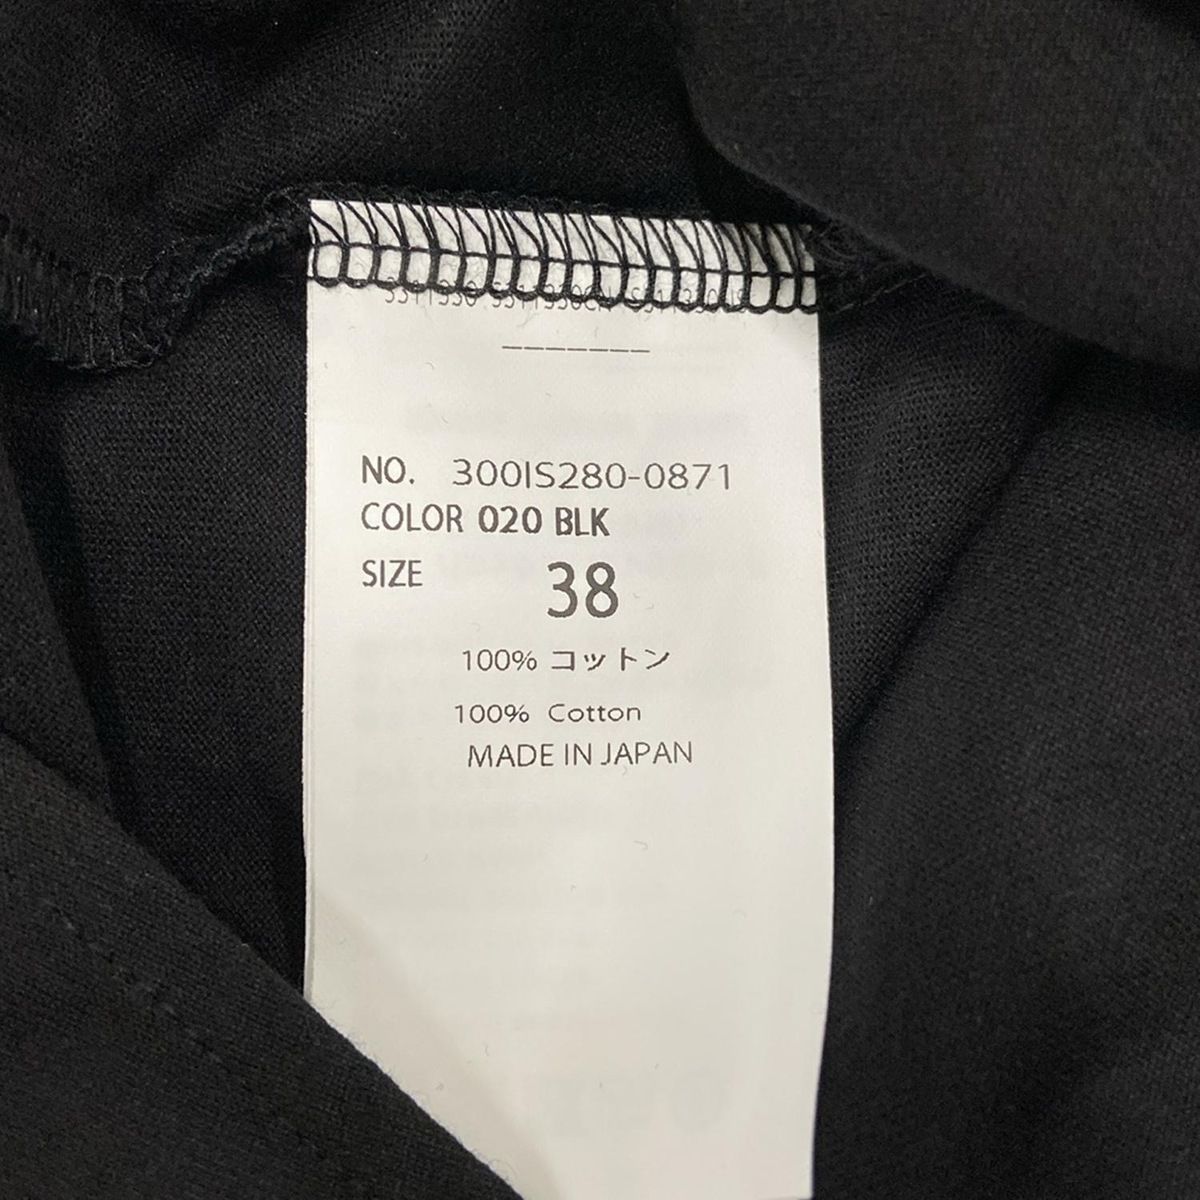 NO. 300IS280-0871
COLOR 020 BLK
SIZE 38
100% コットン
100% Cotton
MADE IN JAPAN